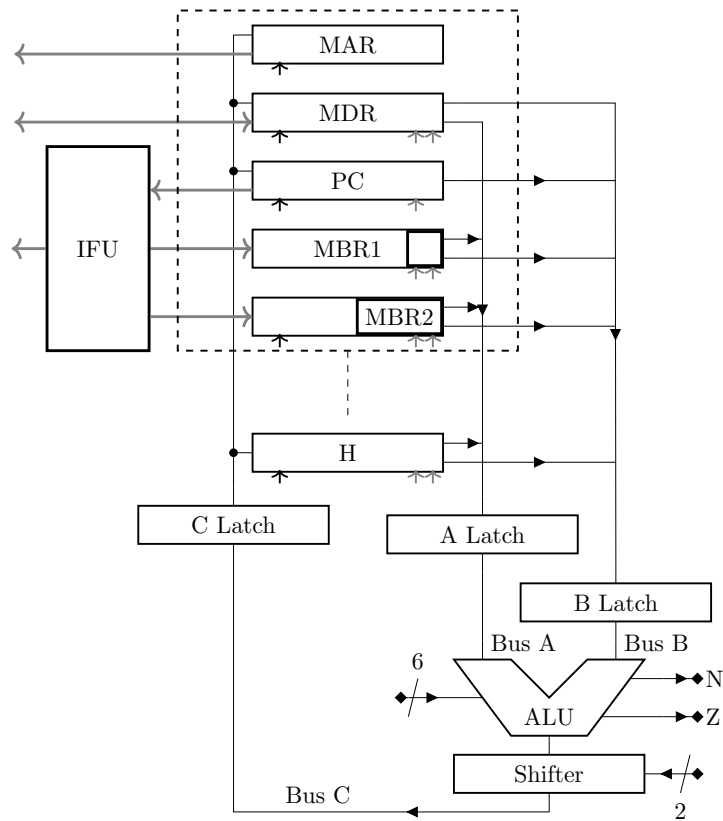 MAR
MDR
PC
IFU
MBR1
MBR2
H
C Latch
A Latch
B Latch
Bus A
Bus B
6
N
ALU
Z
Shifter
Bus C
2